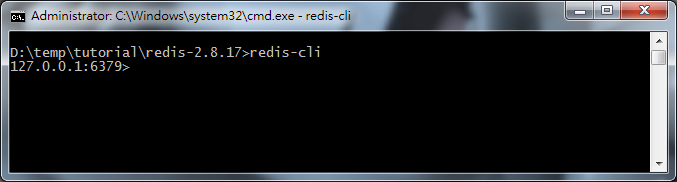 Administrator: C:\Windows\system32\cmd.exe - redis-cli
D:\temp\tutorial\redis-2.8.17>redis-cli
127.0.0.1:6379>